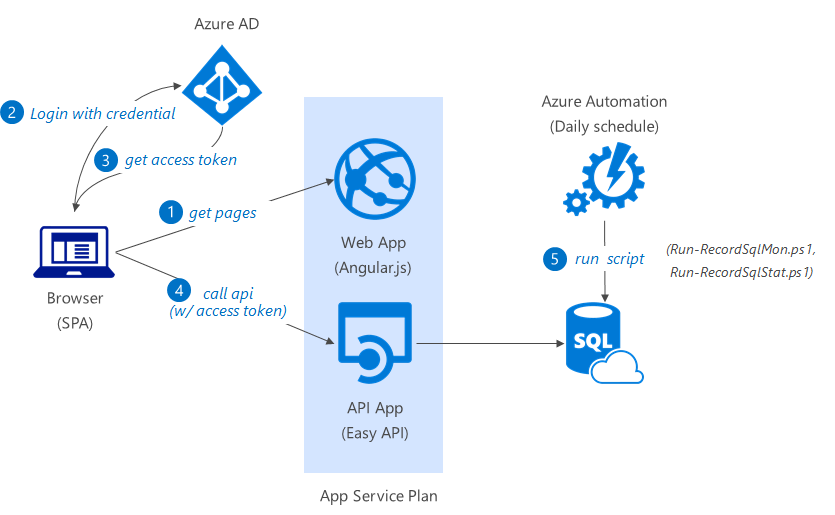 Azure AD
2 Login with credential
3 get access token
1 get pages
Browser
(SPA)
4 call api
(w/ access token)
Web App
(Angular.js)
API App
(Easy API)
App Service Plan
Azure Automation
(Daily schedule)
5 run script
(Run-RecordSqlMon.ps1,
Run-RecordSqlStat.ps1)
SQL